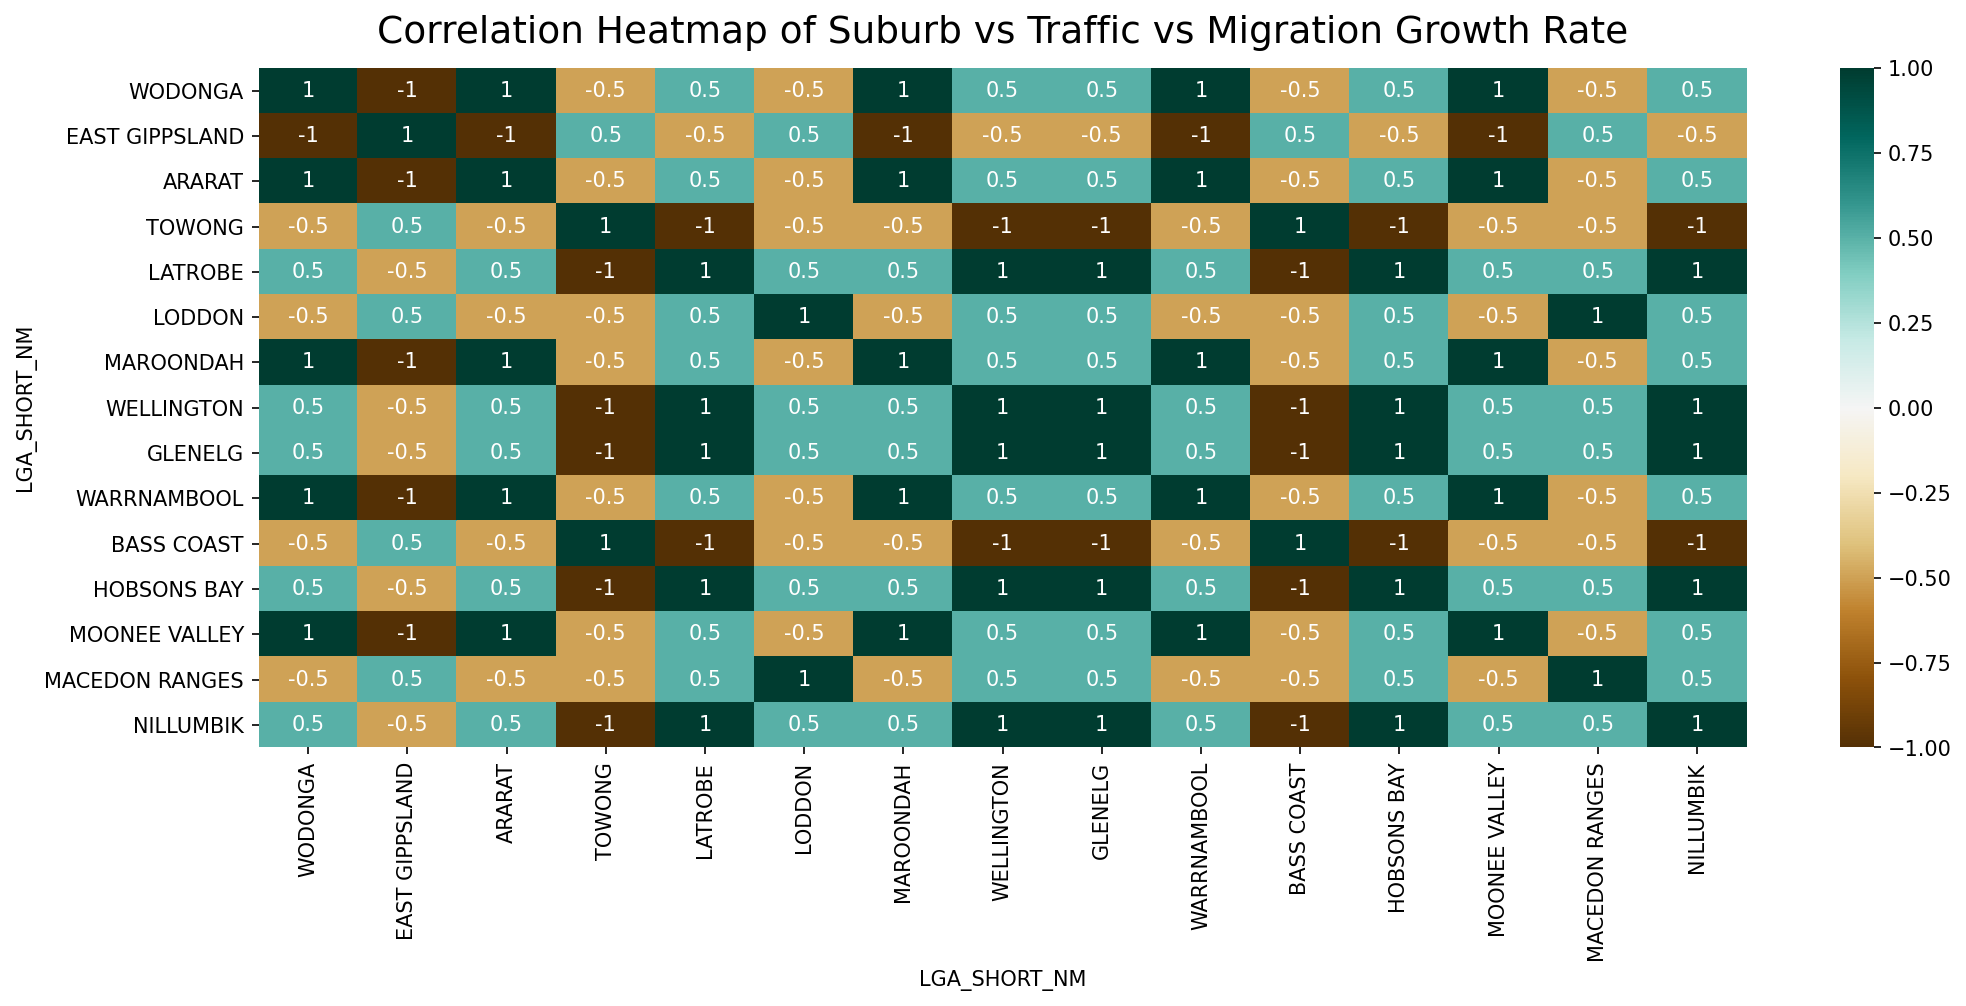 Correlation Heatmap of Suburb vs Traffic vs Migration Growth Rate
WODONGA 1 -1 1 -0.5 0.5 -0.5 1 0.5 0.5 1 -0.5 0.5 1 -0.5 0.5
EAST GIPPSLAND -1 1 -1 0.5 -0.5 0.5 -1 -0.5 -0.5 -1 0.5 -0.5 -1 0.5 -0.5
ARARAT 1 -1 1 -0.5 0.5 -0.5 1 0.5 0.5 1 -0.5 0.5 1 -0.5 0.5
TOWONG -0.5 0.5 -0.5 1 -1 -0.5 -0.5 -1 -1 -0.5 1 -1 -0.5 -0.5 -1
LATROBE 0.5 -0.5 0.5 -1 1 0.5 0.5 1 1 0.5 -1 1 0.5 0.5 1
LODDON -0.5 0.5 -0.5 -0.5 0.5 1 -0.5 0.5 0.5 -0.5 -0.5 0.5 -0.5 1 0.5
MAROONDAH 1 -1 1 -0.5 0.5 -0.5 1 0.5 0.5 1 -0.5 0.5 1 -0.5 0.5
WELLINGTON 0.5 -0.5 0.5 -1 1 0.5 0.5 1 1 0.5 -1 1 0.5 0.5 1
GLENELG 0.5 -0.5 0.5 -1 1 0.5 0.5 1 1 0.5 -1 1 0.5 0.5 1
WARRNAMBOOL 1 -1 1 -0.5 0.5 -0.5 1 0.5 0.5 1 -0.5 0.5 1 -0.5 0.5
BASS COAST -0.5 0.5 -0.5 1 -1 -0.5 -0.5 -1 -1 -0.5 1 -1 -0.5 -0.5 -1
HOBSONS BAY 0.5 -0.5 0.5 -1 1 0.5 0.5 1 1 0.5 -1 1 0.5 0.5 1
MOONEE VALLEY 1 -1 1 -0.5 0.5 -0.5 1 0.5 0.5 1 -0.5 0.5 1 -0.5 0.5
MACEDON RANGES -0.5 0.5 -0.5 -0.5 0.5 1 -0.5 0.5 0.5 -0.5 -0.5 0.5 -0.5 1 0.5
NILLUMBIK 0.5 -0.5 0.5 -1 1 0.5 0.5 1 1 0.5 -1 1 0.5 0.5 1
LGA_SHORT_NM
WODONGA
EAST GIPPSLAND
ARARAT
TOWONG
LATROBE
LODDON
MAROONDAH
WELLINGTON
GLENELG
WARRNAMBOOL
BASS COAST
HOBSONS BAY
MOONEE VALLEY
MACEDON RANGES
NILLUMBIK
LGA_SHORT_NM
1.00
0.75
0.50
0.25
0.00
−0.25
−0.50
−0.75
−1.00